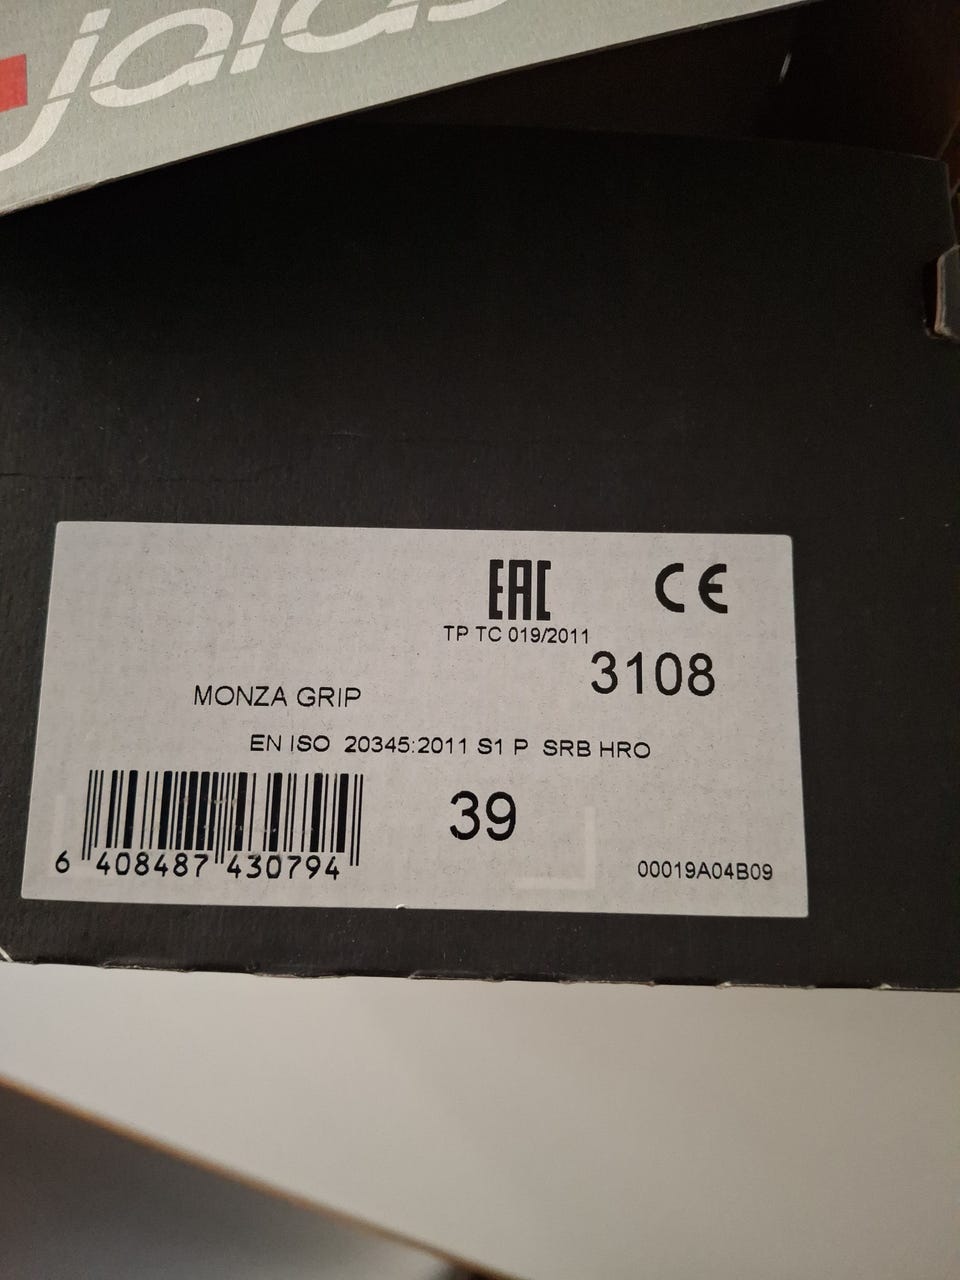 jalas
EAC CE
TP TC 019/2011
3108
MONZA GRIP
EN ISO 20345:2011 S1 P SRB HRO
39
6 408487 430794
00019A04B09